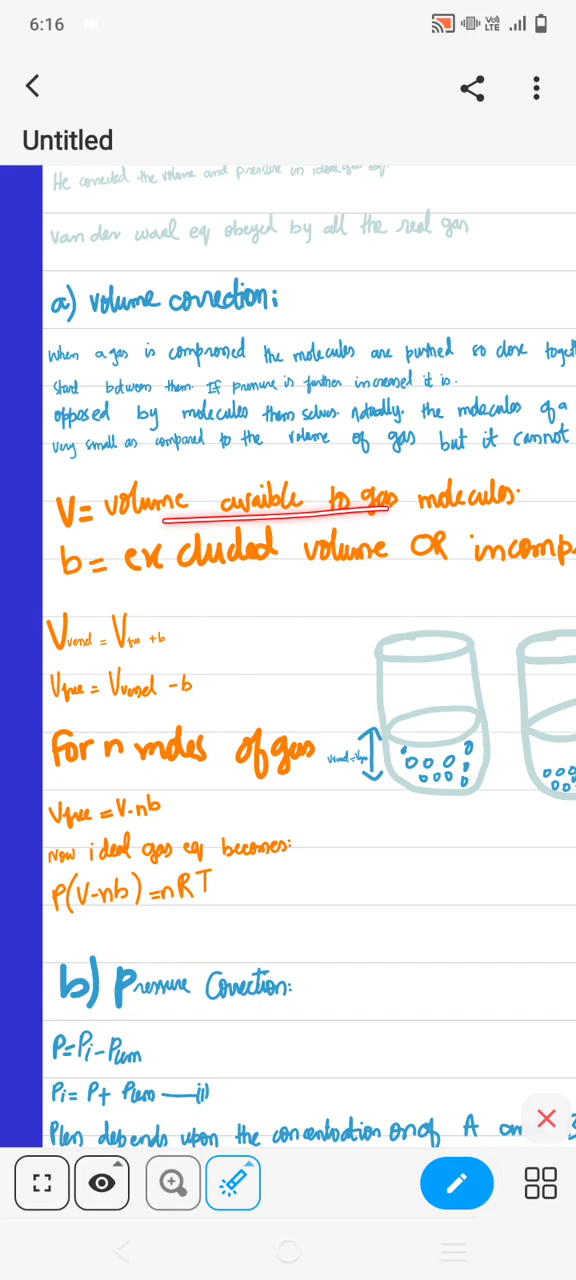 6:16
Vo)
LTE
Untitled
He corrected the volume and pressure in ideal gas eq.
Van der waal eq obeyed by all the real gas
a) volume correction:
When a gas is compressed the molecules are pushed so close togeth
start between them. If pressure is further increased it is.
opposed by molecules them selves. Actually the molecules of a
very small as compared to the volume of gas but it cannot
V= volume avaible to gas molecules.
b= excluded volume OR incomp
Vvessel = Vfree +b
Vfree = Vvessel -b
For n moles of gas
Vfree = V-nb
Now ideal gas eq becomes:
P(V-nb)=nRT
b) Pressure Correction:
P=Pi-Plem
Pi= P+ Plem —(i)
depends upon the concentration of A